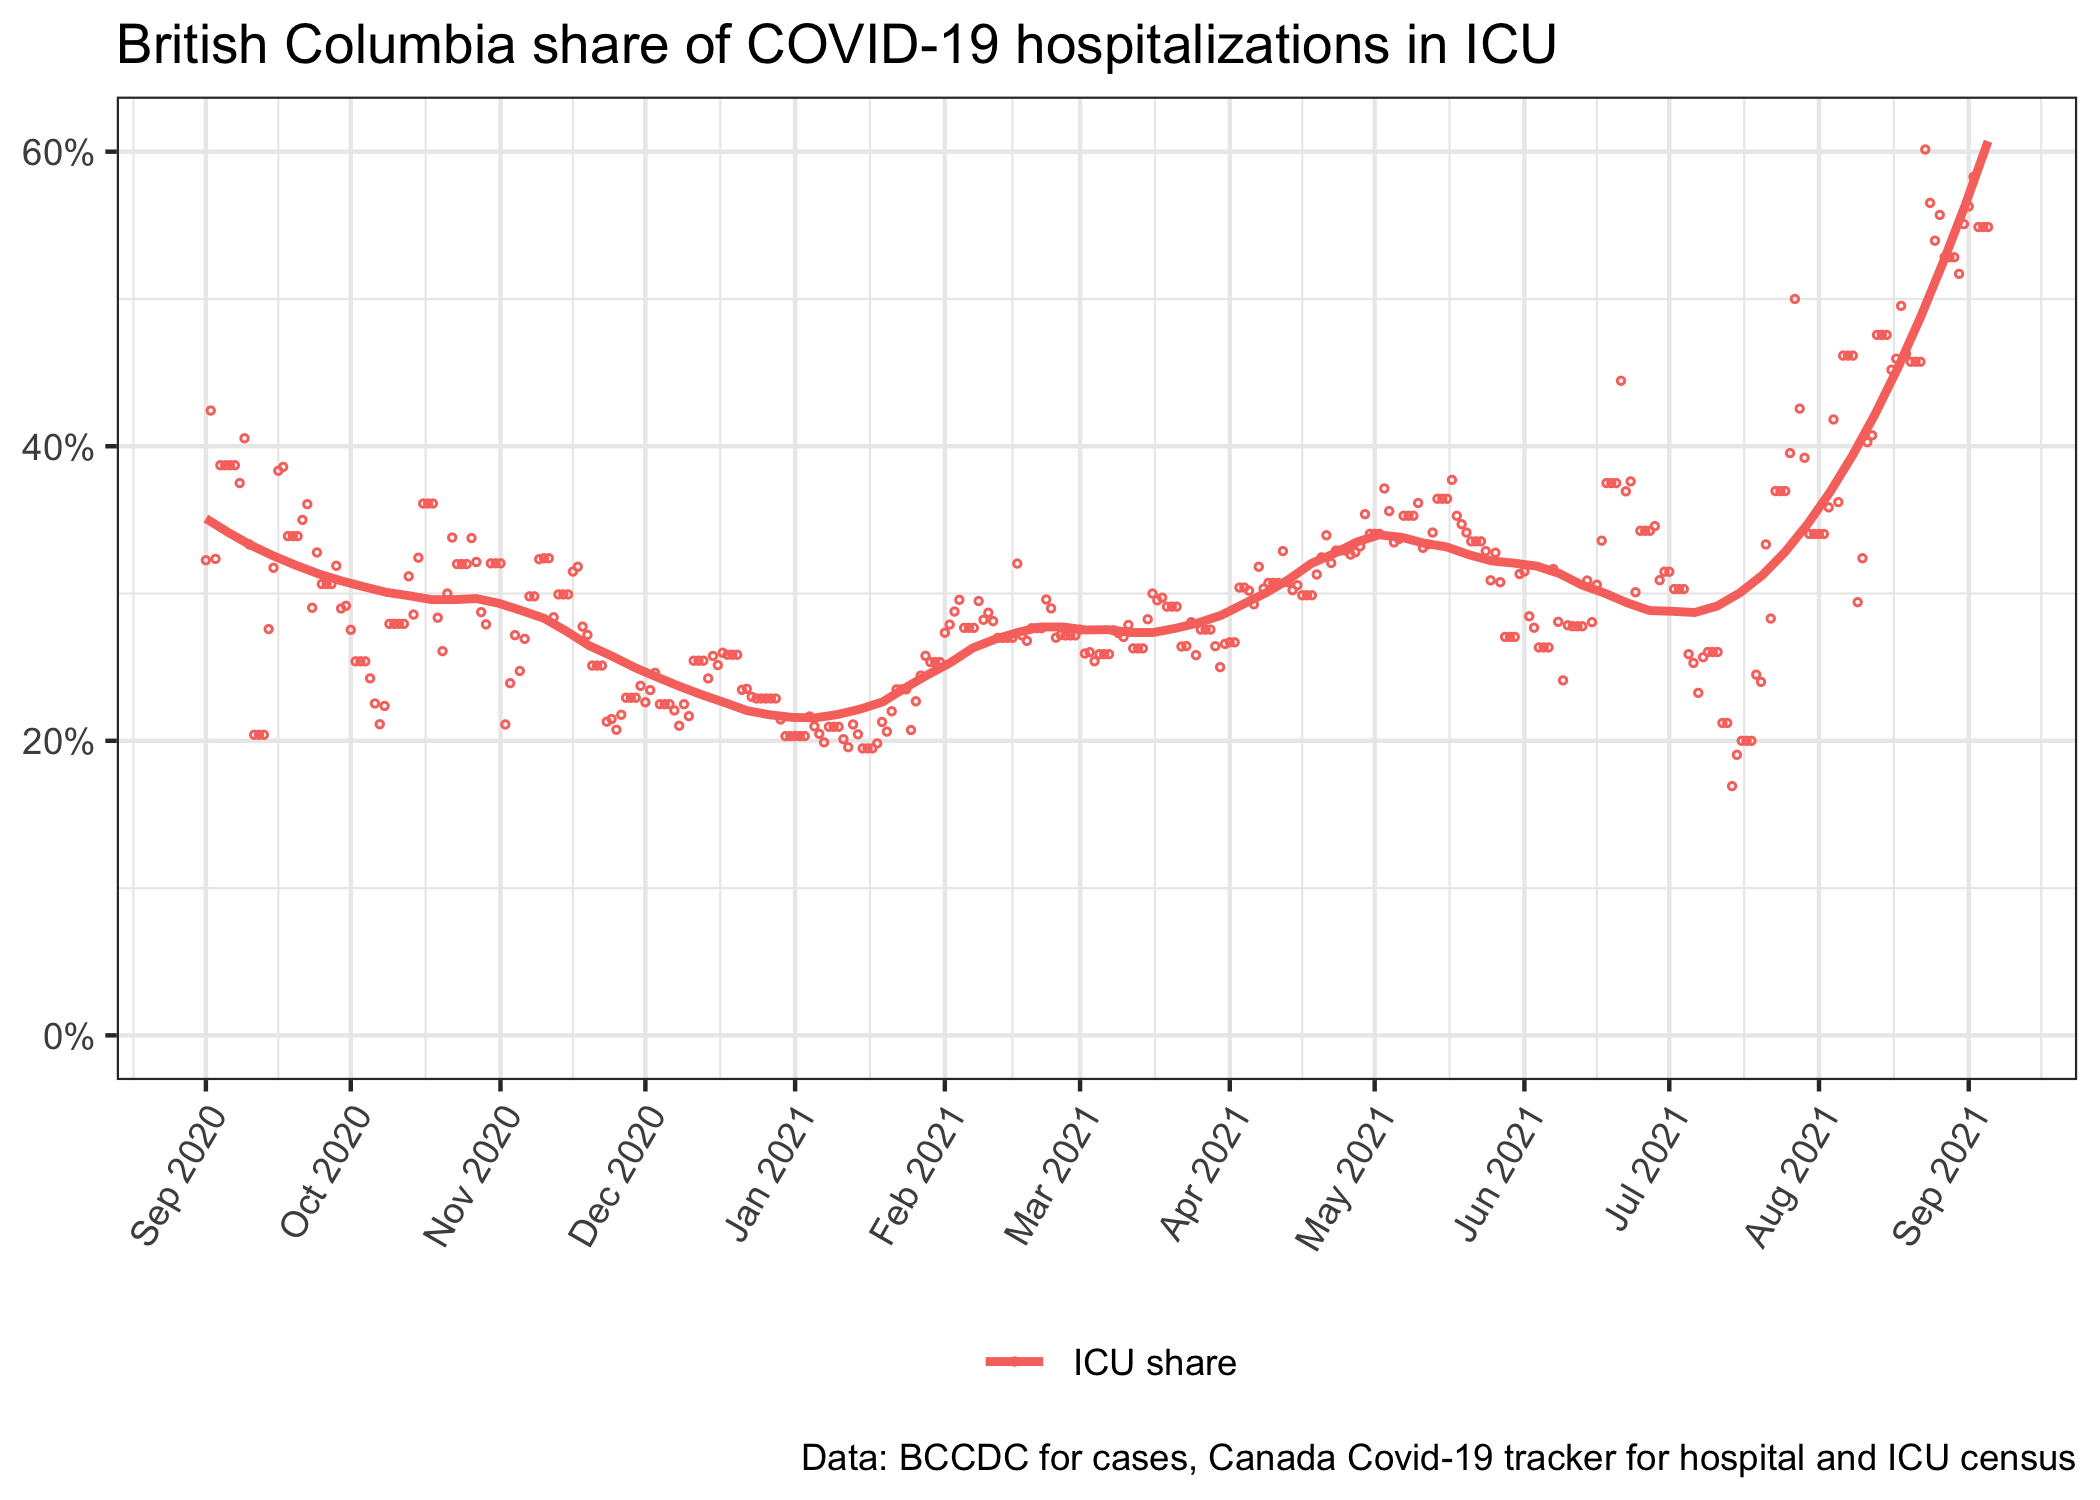 British Columbia share of COVID-19 hospitalizations in ICU
60%
40%
20%
0%
Sep 2020
Oct 2020
Nov 2020
Dec 2020
Jan 2021
Feb 2021
Mar 2021
Apr 2021
May 2021
Jun 2021
Jul 2021
Aug 2021
Sep 2021
ICU share
Data: BCCDC for cases, Canada Covid-19 tracker for hospital and ICU census